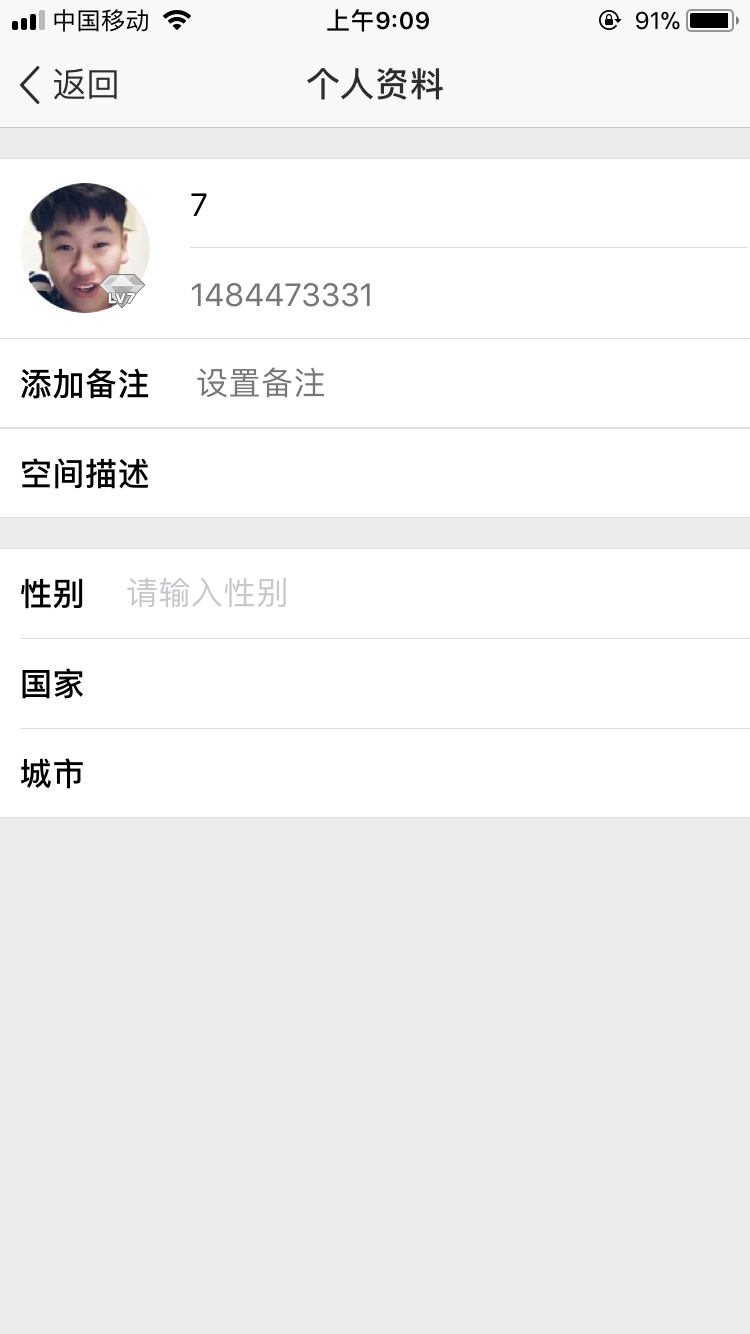 中国移动 上午9:09 91%
返回 个人资料
7
LV7
1484473331
添加备注 设置备注
空间描述
性别 请输入性别
国家
城市